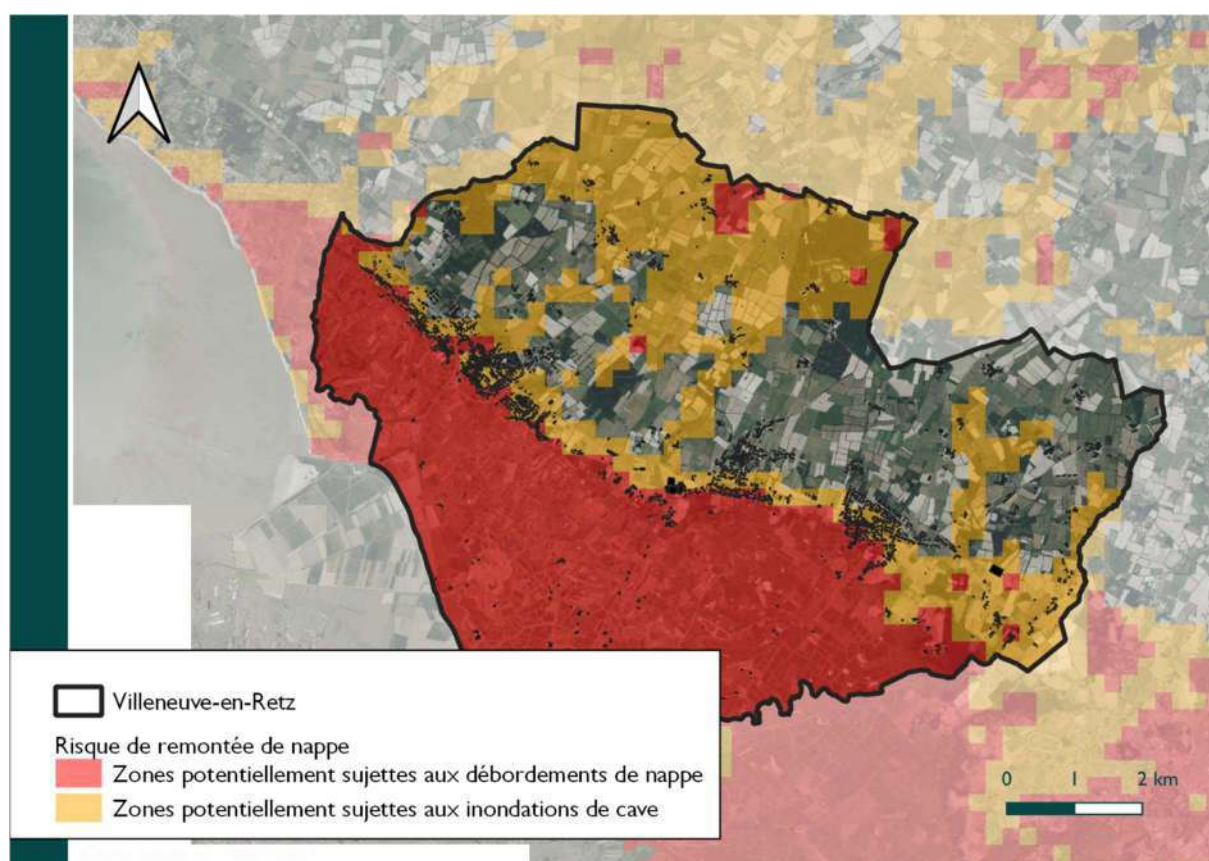 Villeneuve-en-Retz
Risque de remontée de nappe
Zones potentiellement sujettes aux débordements de nappe
Zones potentiellement sujettes aux inondations de cave
0 1 2 km